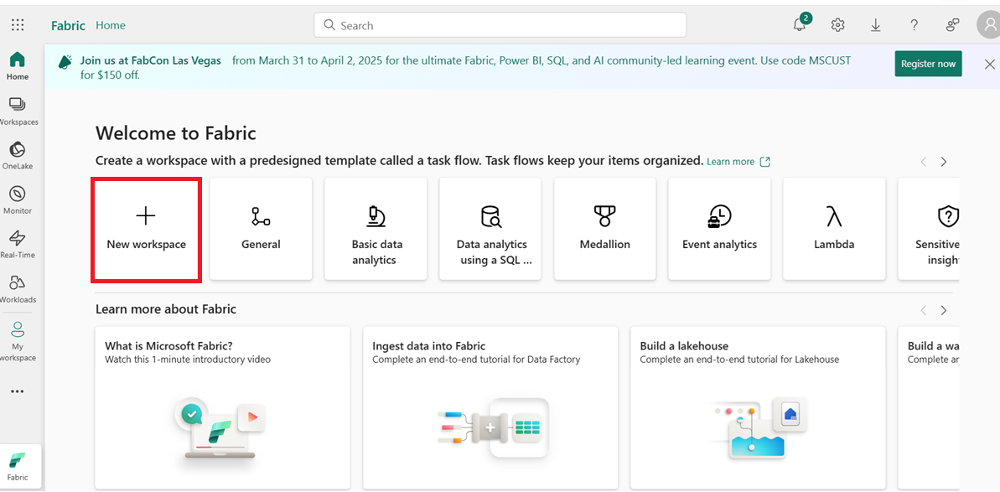 Fabric Home
Search
2
Join us at FabCon Las Vegas from March 31 to April 2, 2025 for the ultimate Fabric, Power BI, SQL, and AI community-led learning event. Use code MSCUST
for $150 off.
Register now
Home
Workspaces
OneLake
Monitor
Real-Time
Workloads
My
workspace
Fabric
Welcome to Fabric
Create a workspace with a predesigned template called a task flow. Task flows keep your items organized. Learn more
New workspace
General
Basic data
analytics
Data analytics
using a SQL ...
Medallion
Event analytics
Lambda
Sensitive
insigh
Learn more about Fabric
What is Microsoft Fabric?
Watch this 1-minute introductory video
Ingest data into Fabric
Complete an end-to-end tutorial for Data Factory
Build a lakehouse
Complete an end-to-end tutorial for Lakehouse
Build a wa
Complete ar